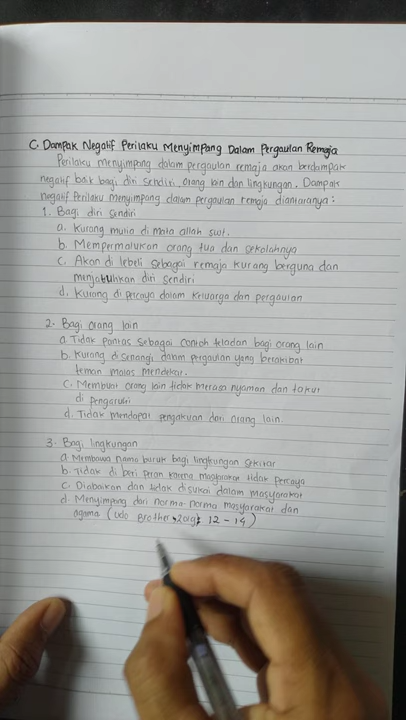 C. Dampak Negatif Perilaku Menyimpang Dalam Pergaulan Remaja
Perilaku menyimpang dalam pergaulan remaja akan berdampak
negatif baik bagi diri sendiri, orang lain dan lingkungan. Dampak
negatif Perilaku menyimpang dalam pergaulan remaja diantaranya :
1. Bagi diri sendiri
a. Kurang mulia di mata allah swt.
b. Mempermalukan orang tua dan sekolahnya
c. Akan di lebeli sebagai remaja kurang berguna dan
menjatuhkan diri sendiri
d. Kurang di percaya dalam keluarga dan pergaulan
2. Bagi orang lain
a. Tidak pantas sebagai contoh teladan bagi orang lain
b. Kurang disenangi dalam pergaulan yang berakibat
teman malas mendekat.
c. Membuat orang lain tidak merasa nyaman dan takut
di pengaruhi
d. Tidak mendapat pengakuan dari orang lain.
3. Bagi lingkungan
a. Membawa nama buruk bagi lingkungan sekitar
b. Tidak di beri peran karena masyarakat tidak percaya
c. Diabaikan dan tidak disukai dalam masyarakat
d. Menyimpang dari norma-norma masyarakat dan
agama ( Brother, 2019; 12 - 14 )